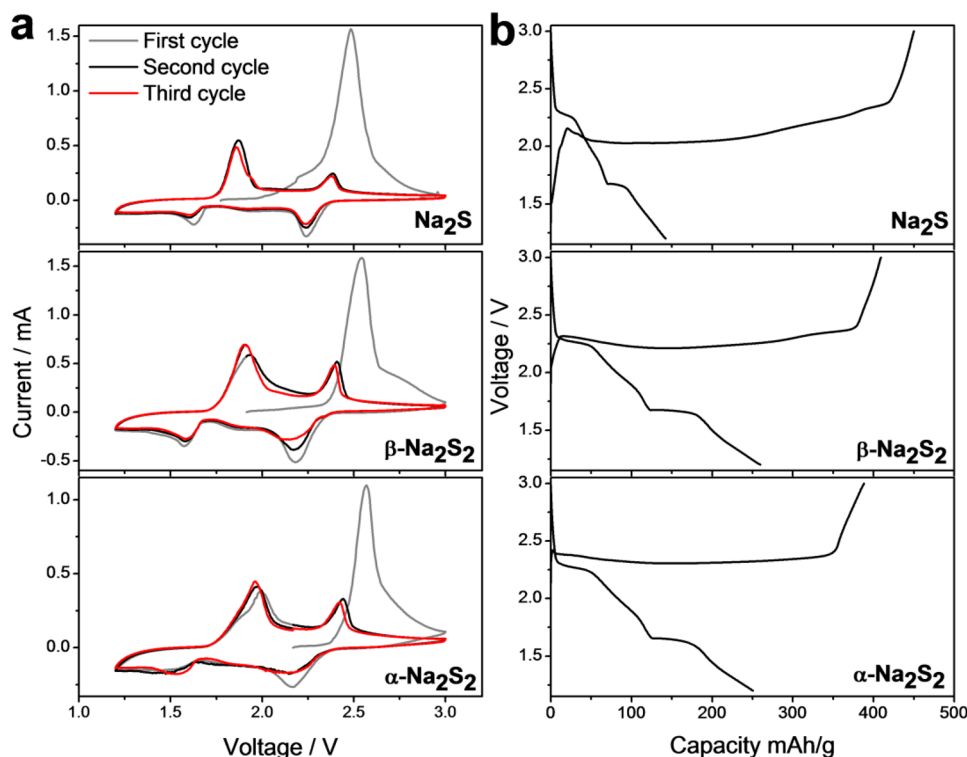 a
First cycle
Second cycle
Third cycle
1.5
1.0
0.5
0.0
Na2S
1.5
1.0
0.5
0.0
-0.5
β-Na2S2
1.0
0.5
0.0
α-Na2S2
1.0 1.5 2.0 2.5 3.0
Current / mA
Voltage / V
b
3.0
2.5
2.0
1.5
Na2S
3.0
2.5
2.0
1.5
β-Na2S2
3.0
2.5
2.0
1.5
α-Na2S2
0 100 200 300 400 500
Voltage / V
Capacity mAh/g